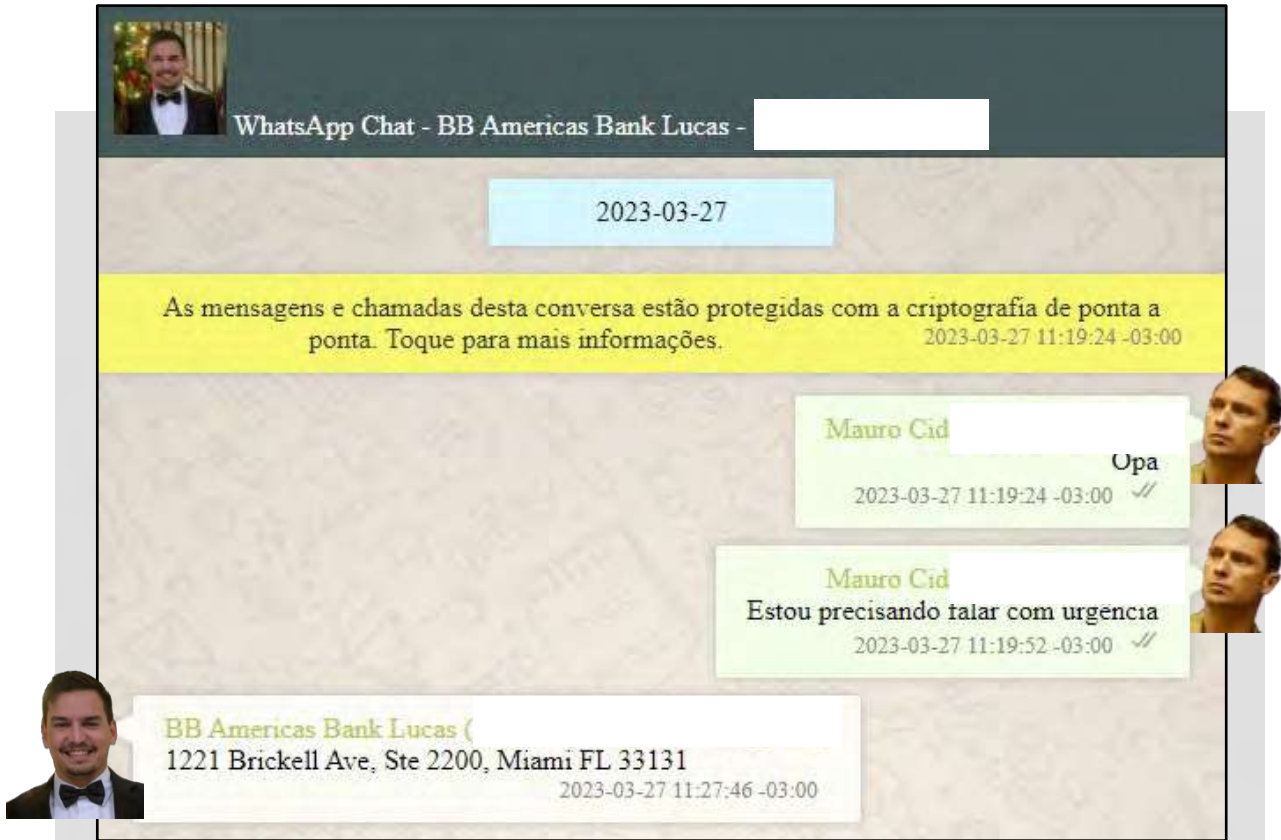 WhatsApp Chat - BB Americas Bank Lucas -
2023-03-27
As mensagens e chamadas desta conversa estão protegidas com a criptografia de ponta a
ponta. Toque para mais informações.
2023-03-27 11:19:24 -03:00
Mauro Cid
Opa
2023-03-27 11:19:24 -03:00
Mauro Cid
Estou precisando falar com urgência
2023-03-27 11:19:52 -03:00
BB Americas Bank Lucas (
1221 Brickell Ave, Ste 2200, Miami FL 33131
2023-03-27 11:27:46 -03:00